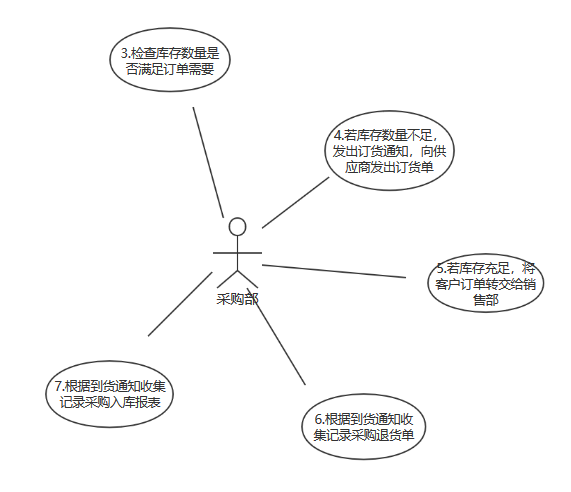 3.检查库存数量是
否满足订单需要
4.若库存数量不足，
发出订货通知，向供
应商发出订货单
5.若库存充足，将
客户订单转交给销
售部
采购部
7.根据到货通知收集
记录采购入库报表
6.根据到货通知收
集记录采购退货单